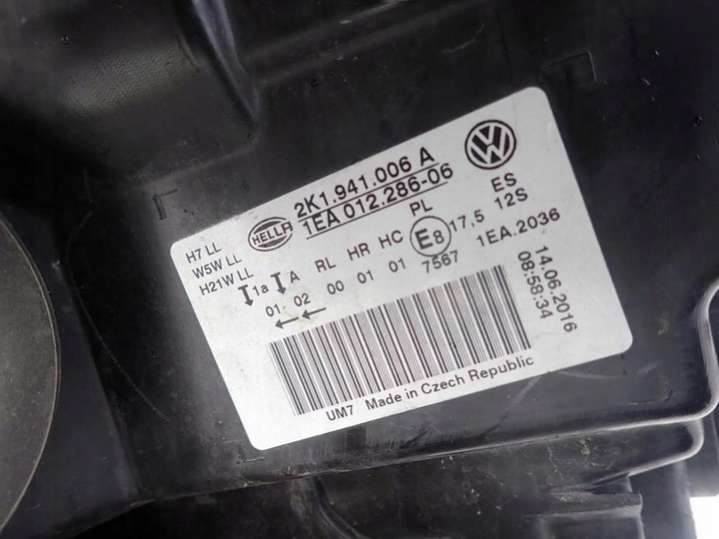 2K1.941.006 A
1EA 012.286-06
HELLA
VW
H7 LL
W5W LL
H21W LL
PL
ES
12S
1a A RL HR HC E8 17,5
01 02 00 01 01 7567 1EA.2036
14.06.2016
08:58:34
UM7 Made in Czech Republic